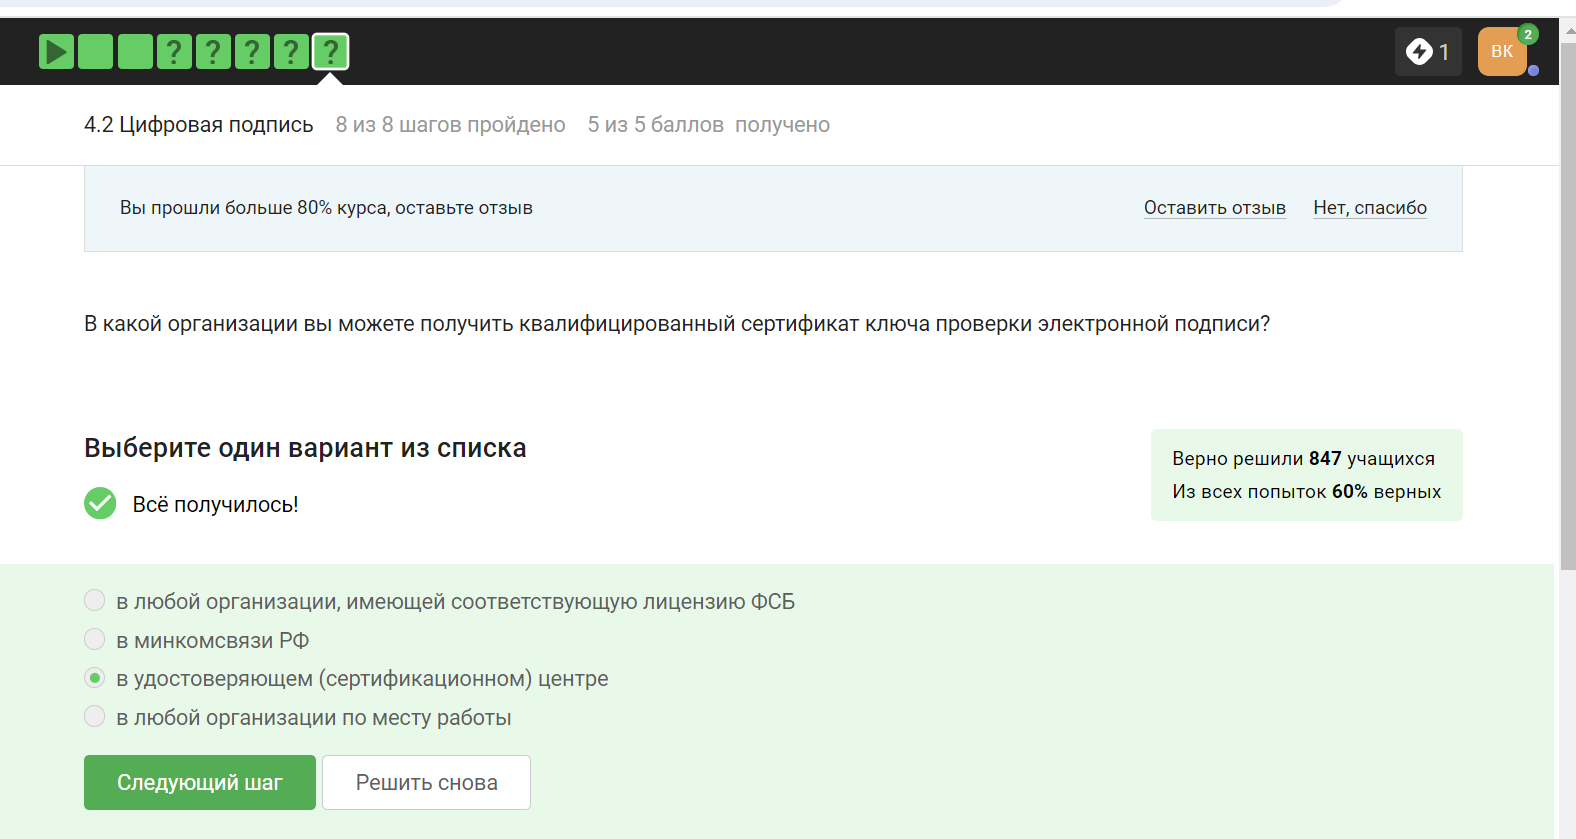 ? ? ? ? ?
1
ВК
2
4.2 Цифровая подпись 8 из 8 шагов пройдено 5 из 5 баллов получено
Вы прошли больше 80% курса, оставьте отзыв
Оставить отзыв Нет, спасибо
В какой организации вы можете получить квалифицированный сертификат ключа проверки электронной подписи?
Выберите один вариант из списка
Всё получилось!
Верно решили 847 учащихся
Из всех попыток 60% верных
в любой организации, имеющей соответствующую лицензию ФСБ
в минкомсвязи РФ
в удостоверяющем (сертификационном) центре
в любой организации по месту работы
Следующий шаг Решить снова